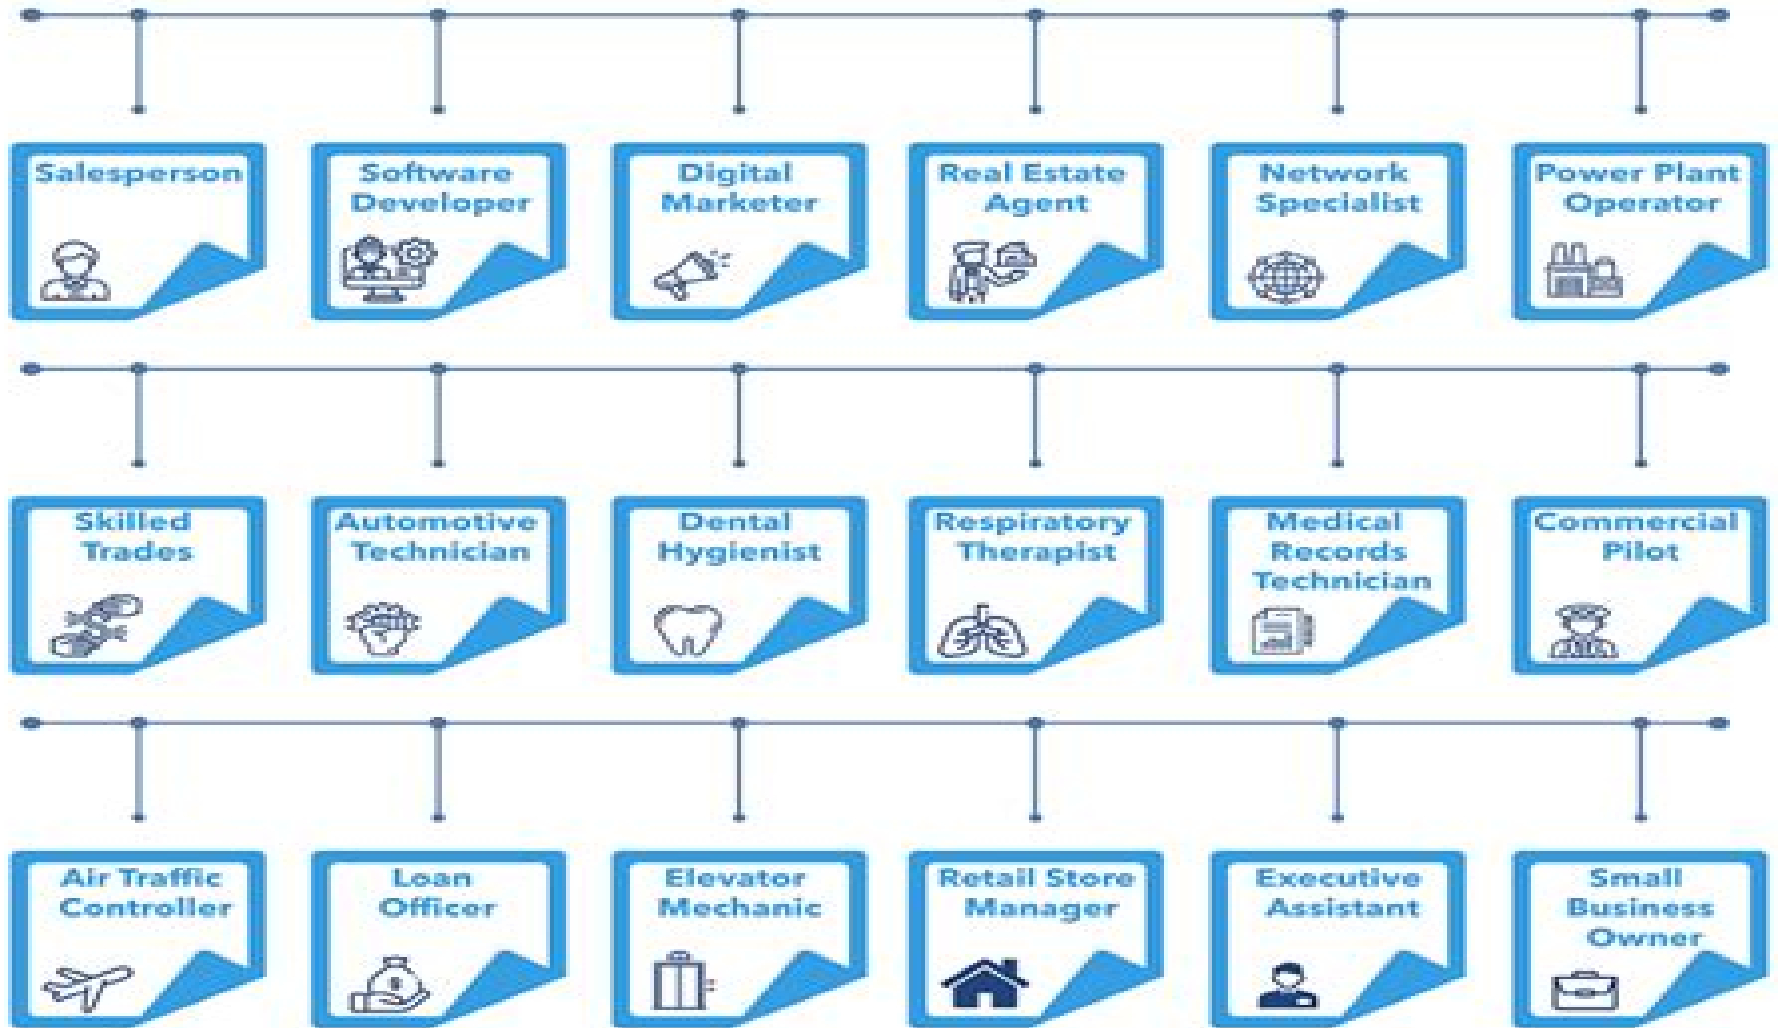 Salesperson
Software
Developer
Digital
Marketer
Real Estate
Agent
Network
Specialist
Power Plant
Operator
Skilled
Trades
Automotive
Technician
Dental
Hygienist
Respiratory
Therapist
Medical
Records
Technician
Commercial
Pilot
Air Traffic
Controller
Loan
Officer
Elevator
Mechanic
Retail Store
Manager
Executive
Assistant
Small
Business
Owner